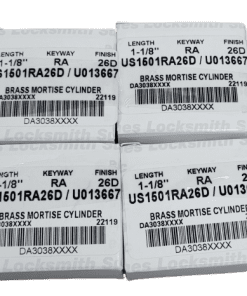 LENGTH KEYWAY FINISH
1-1/8" RA 26D
US1501RA26D / U013667
BRASS MORTISE CYLINDER
22119
DA3038XXXX
LENGTH KEYWAY FINISH
1-1/8" RA 26D
US1501RA26D / U013667
BRASS MORTISE CYLINDER
22119
DA3038XXXX
LENGTH KEYWAY FINISH
1-1/8" RA 26D
US1501RA26D / U013667
BRASS MORTISE CYLINDER
22119
DA3038XXXX
LENGTH KEYWAY FINISH
1-1/8" RA 26D
US1501RA26D / U013667
BRASS MORTISE CYLINDER
22119
DA3038XXXX